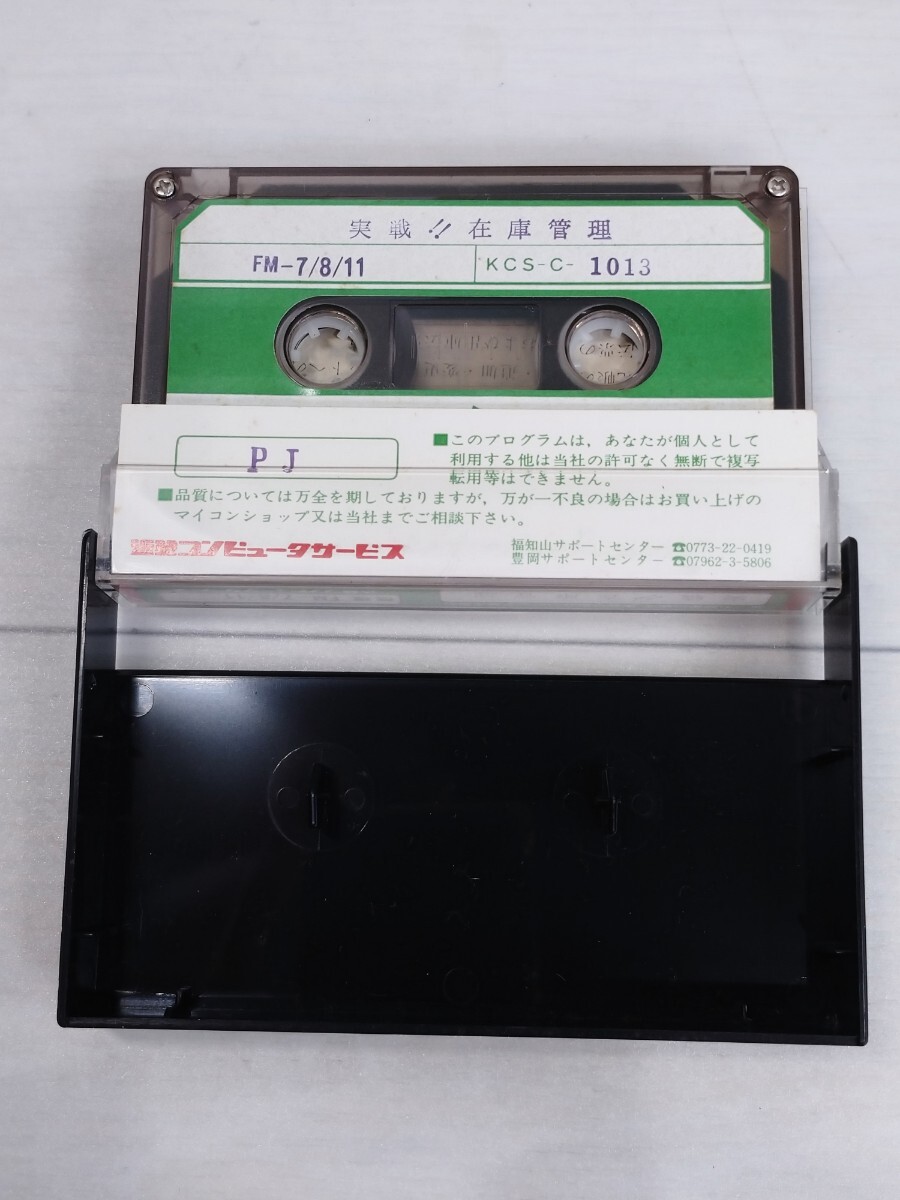 実戦!!在庫管理
FM-7/8/11
KCS-C- 1013
PJ
■このプログラムは、あなたが個人として
利用する他は当社の許可なく無断で複写
転用等はできません。
■品質については万全を期しておりますが、万が一不良の場合はお買い上げの
マイコンショップ又は当社までご相談下さい。
コンピュータサービス
福知山サポートセンター ☎0773-22-0419
豊岡サポートセンター ☎07962-3-5806